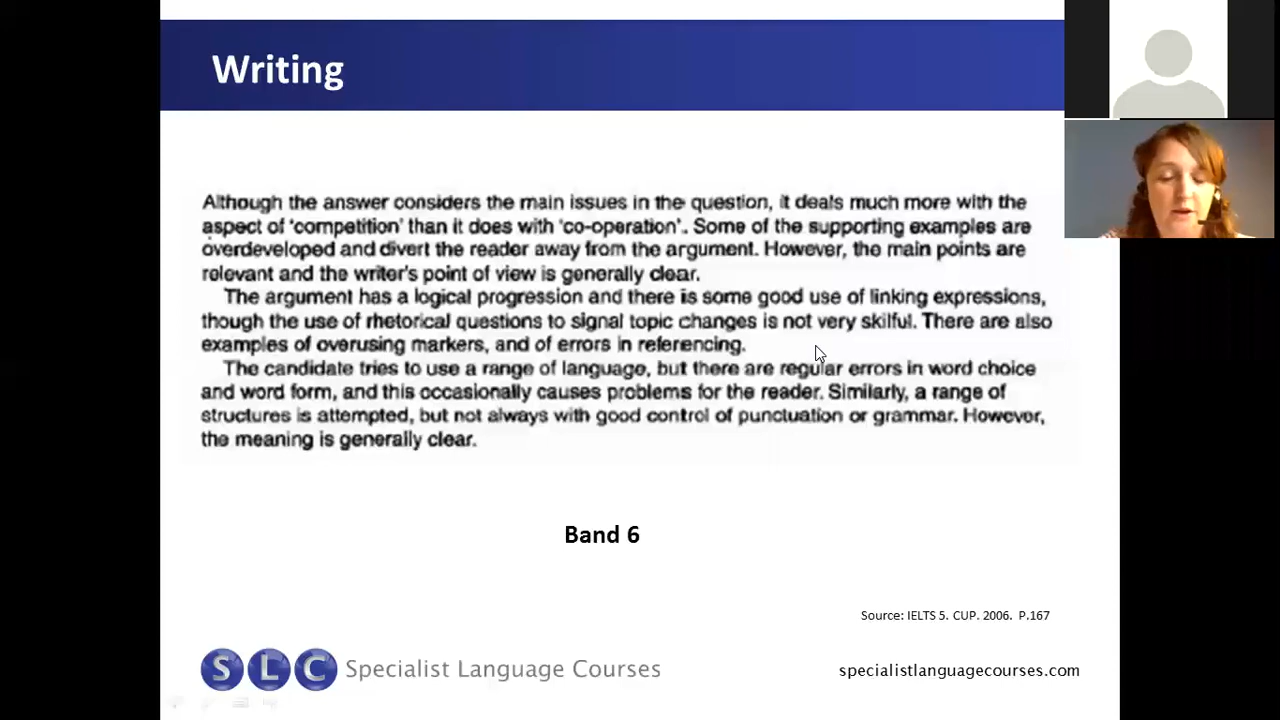 Writing
Although the answer considers the main issues in the question, it deals much more with the
aspect of 'competition' than it does with 'co-operation'. Some of the supporting examples are
overdeveloped and divert the reader away from the argument. However, the main points are
relevant and the writer's point of view is generally clear.
The argument has a logical progression and there is some good use of linking expressions,
though the use of rhetorical questions to signal topic changes is not very skilful. There are also
examples of overusing markers, and of errors in referencing.
The candidate tries to use a range of language, but there are regular errors in word choice
and word form, and this occasionally causes problems for the reader. Similarly, a range of
structures is attempted, but not always with good control of punctuation or grammar. However,
the meaning is generally clear.
Band 6
Source: IELTS 5. CUP. 2006. P.167
SLC Specialist Language Courses
specialistlanguagecourses.com